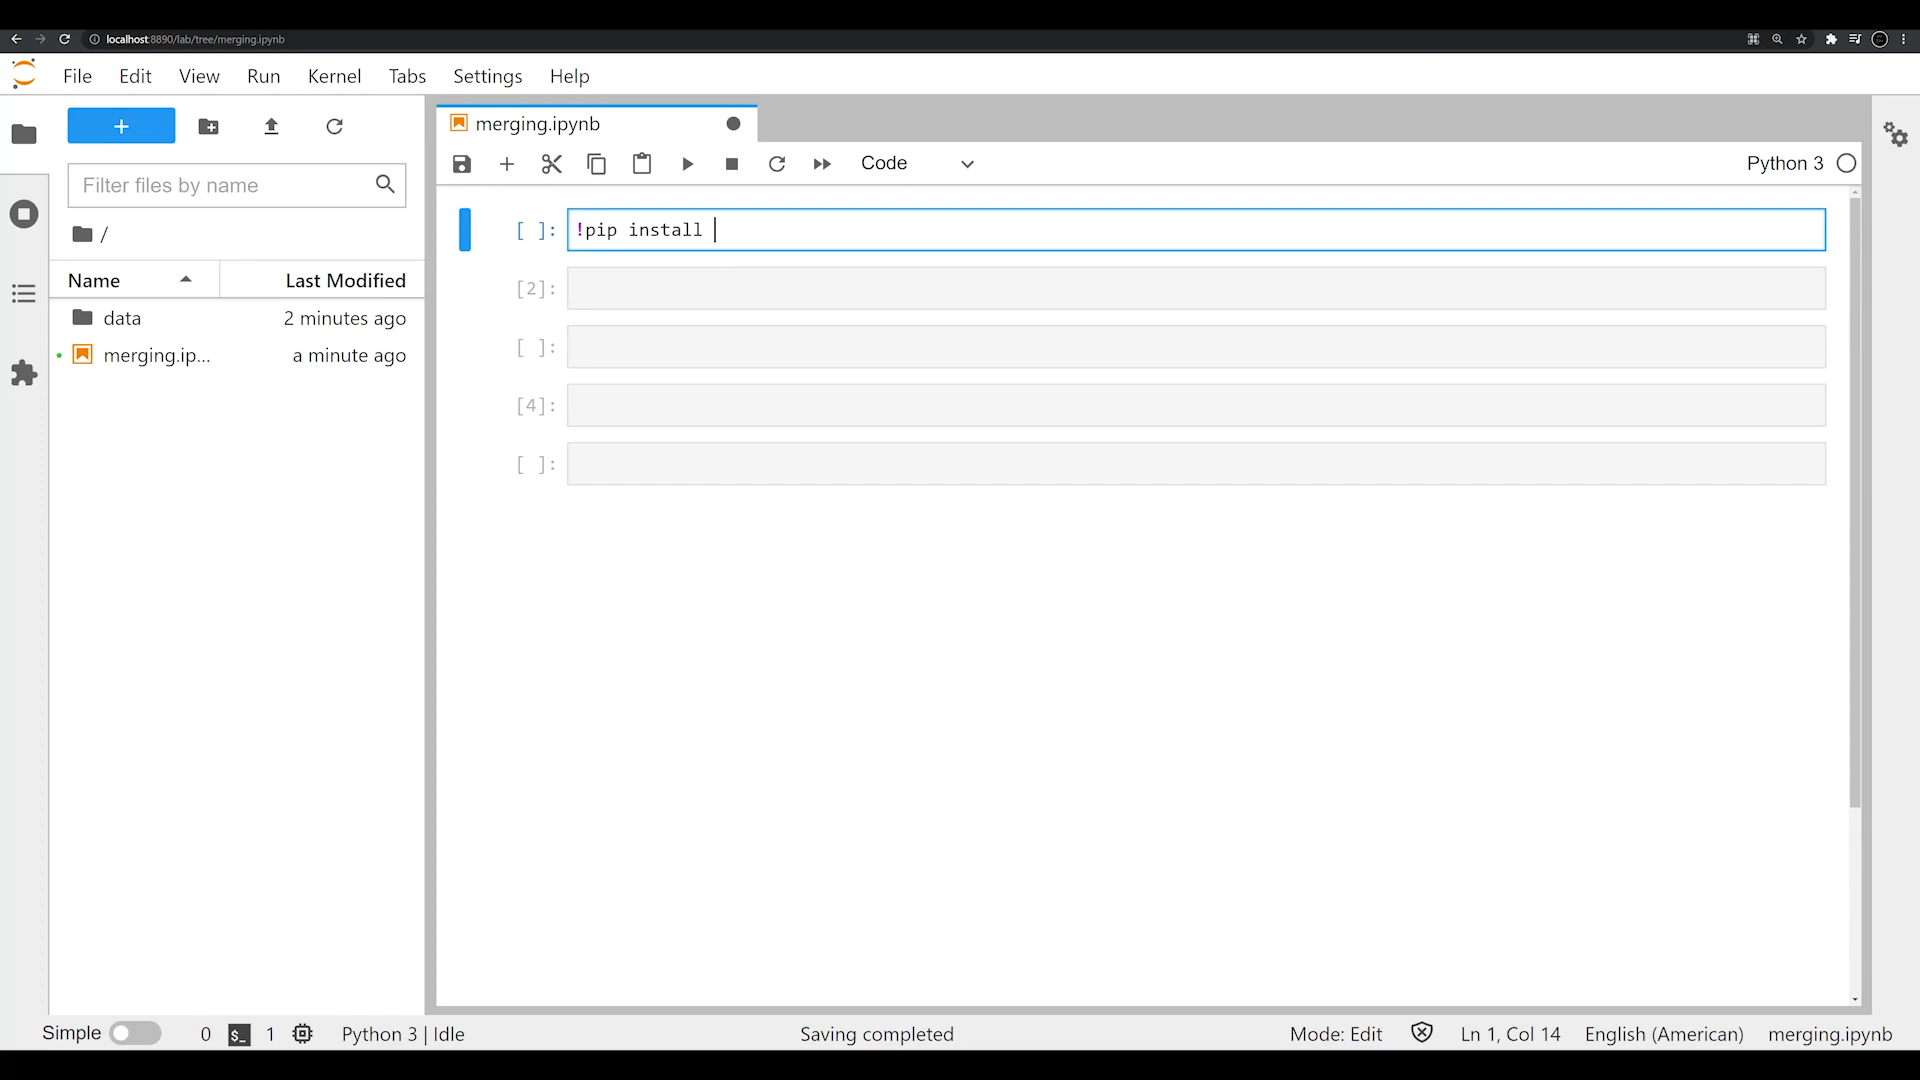 localhost:8890/lab/tree/merging.ipynb
File Edit View Run Kernel Tabs Settings Help
+
merging.ipynb
Filter files by name
Code
Python 3
/
[ ]: !pip install
Name Last Modified
[2]:
data 2 minutes ago
[ ]:
merging.ip... a minute ago
[4]:
[ ]:
Simple 0 $_ 1 Python 3 | Idle Saving completed Mode: Edit Ln 1, Col 14 English (American) merging.ipynb